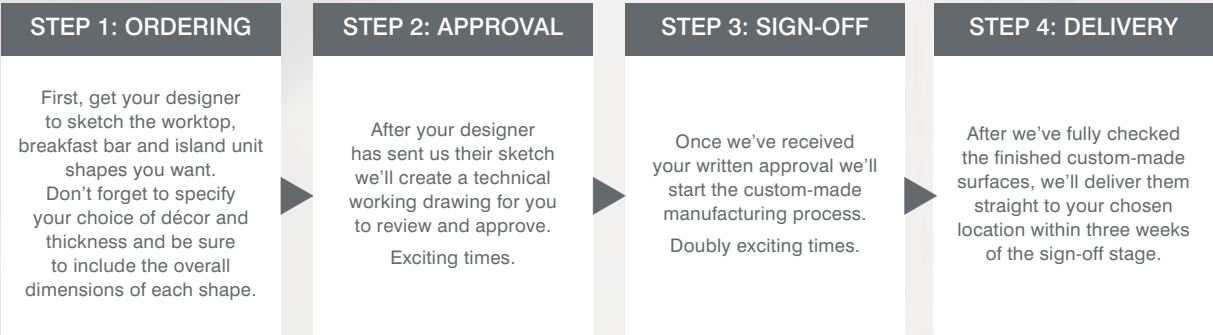 STEP 1: ORDERING
First, get your designer
to sketch the worktop,
breakfast bar and island unit
shapes you want.
Don't forget to specify
your choice of décor and
thickness and be sure
to include the overall
dimensions of each shape.
STEP 2: APPROVAL
After your designer
has sent us their sketch
we'll create a technical
working drawing for you
to review and approve.
Exciting times.
STEP 3: SIGN-OFF
Once we've received
your written approval we'll
start the custom-made
manufacturing process.
Doubly exciting times.
STEP 4: DELIVERY
After we've fully checked
the finished custom-made
surfaces, we'll deliver them
straight to your chosen
location within three weeks
of the sign-off stage.